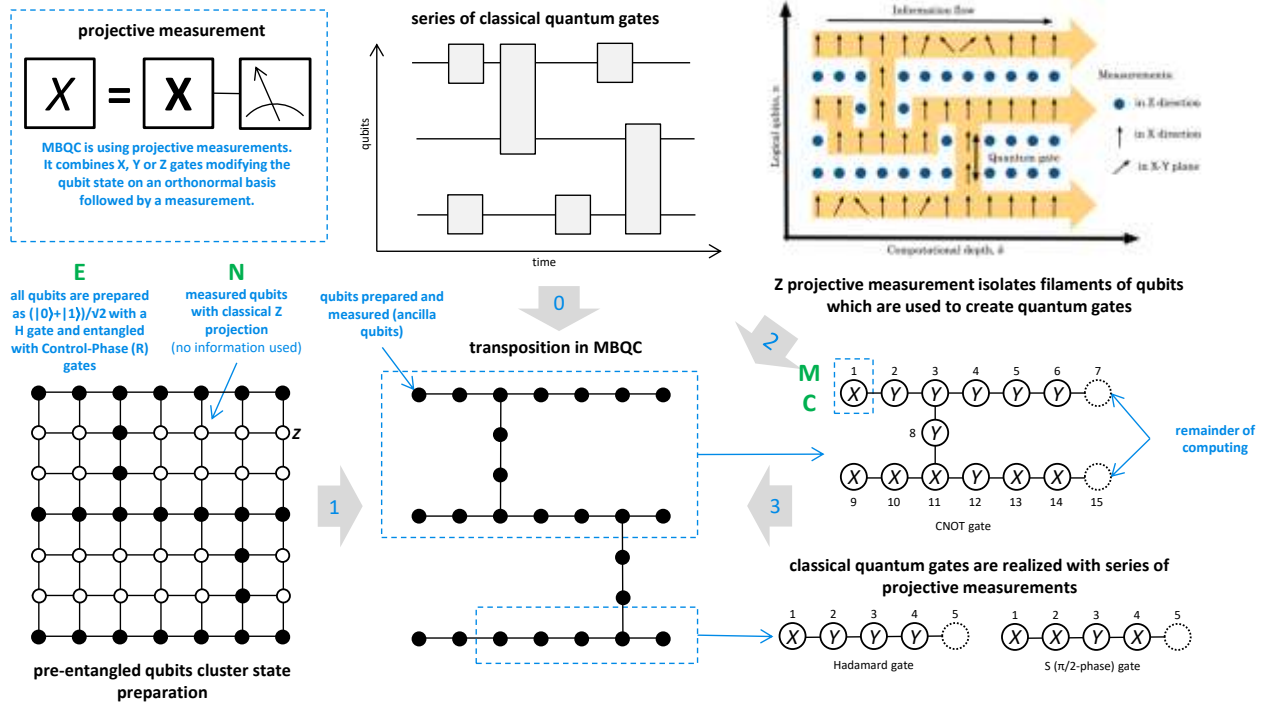 projective measurement
X = X
MBQC is using projective measurements.
It combines X, Y or Z gates modifying the
qubit state on an orthonormal basis
followed by a measurement.
series of classical quantum gates
qubits
time
Information flow
Logical qubits, n
Measurements:
in Z direction
in X direction
in X-Y plane
Quantum gate
Computational depth, k
Z projective measurement isolates filaments of qubits
which are used to create quantum gates
E
all qubits are prepared
as (|0⟩+|1⟩)/√2 with a
H gate and entangled
with Control-Phase (R)
gates
N
measured qubits
with classical Z
projection
(no information used)
Z
pre-entangled qubits cluster state
preparation
qubits prepared and
measured (ancilla
qubits)
0
transposition in MBQC
1
2
3
M
C
1 2 3 4 5 6 7
X Y Y Y Y Y
8 Y
X X X Y X X
9 10 11 12 13 14 15
CNOT gate
remainder of
computing
classical quantum gates are realized with series of
projective measurements
1 2 3 4 5
X Y Y Y
Hadamard gate
1 2 3 4 5
X X Y X
S (π/2-phase) gate